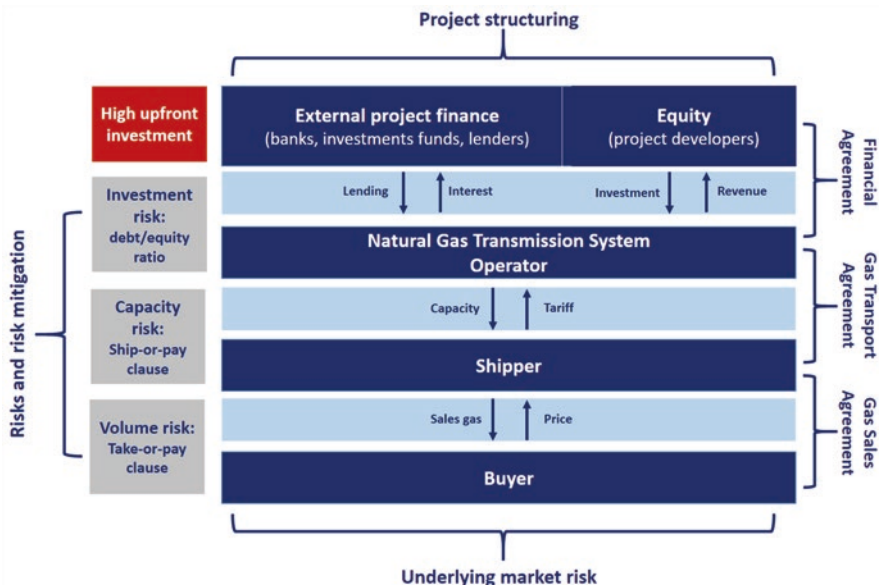 Project structuring
High upfront
investment
External project finance
(banks, investments funds, lenders)
Equity
(project developers)
Financial
Agreement
Investment
risk:
debt/equity
ratio
Lending
Interest
Investment
Revenue
Natural Gas Transmission System
Operator
Gas Transport
Agreement
Risks and risk mitigation
Capacity
risk:
Ship-or-pay
clause
Capacity
Tariff
Shipper
Gas Sales
Agreement
Volume risk:
Take-or-pay
clause
Sales gas
Price
Buyer
Underlying market risk